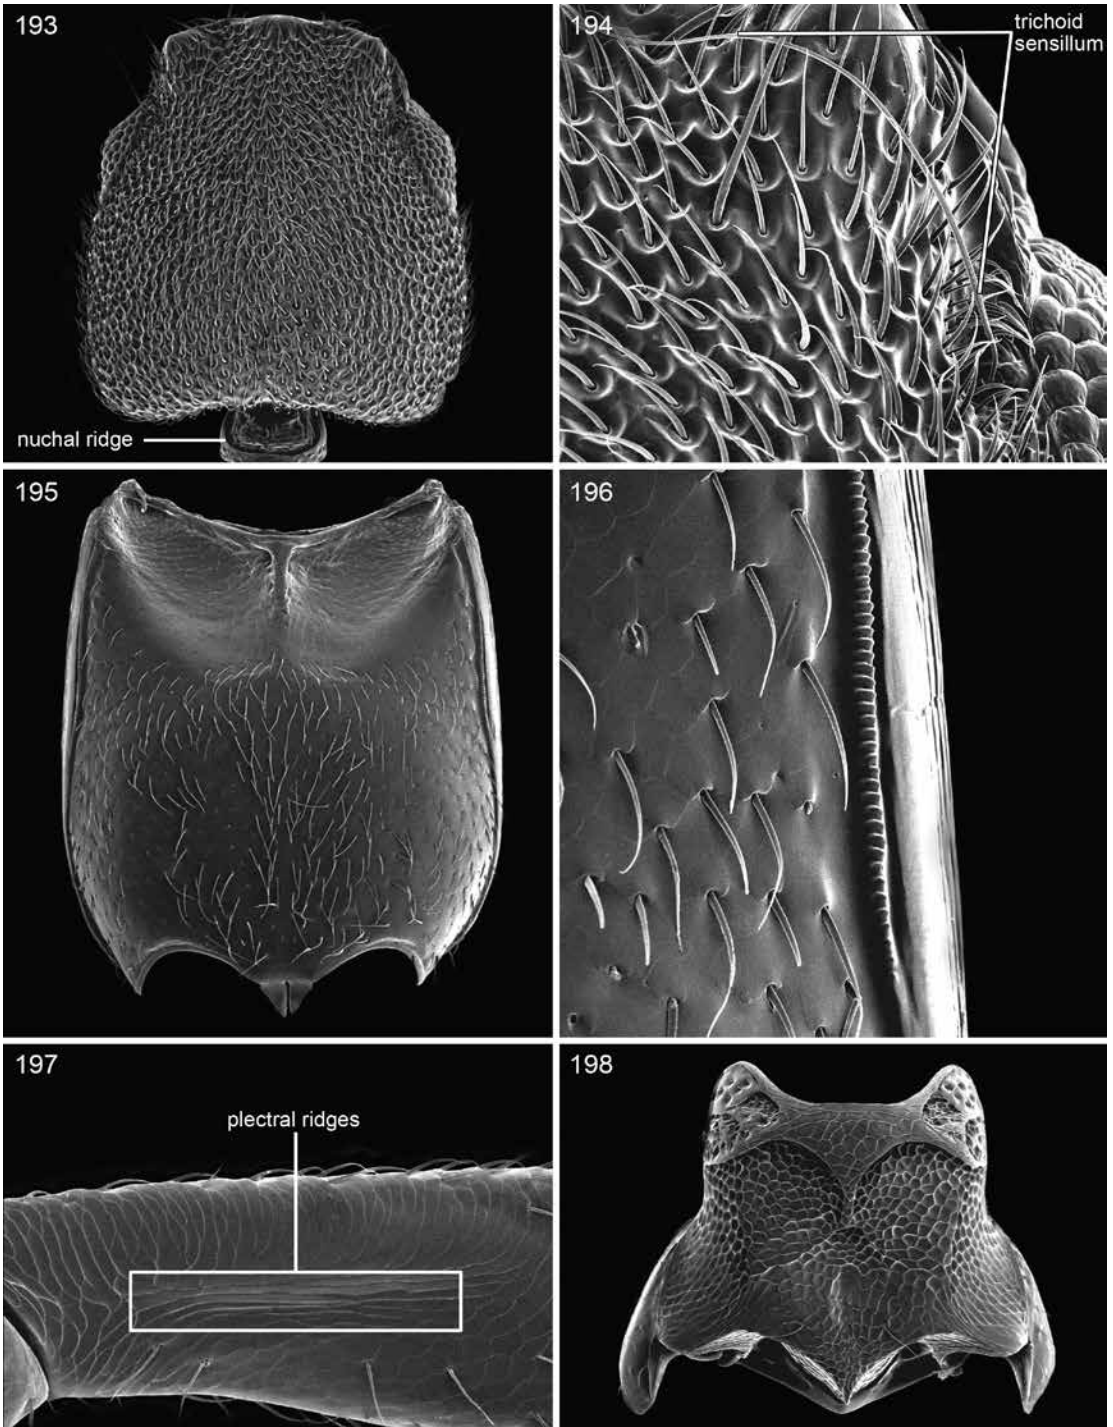 193
nuchal ridge
194
trichoid
sensillum
195
196
197
plectral ridges
198